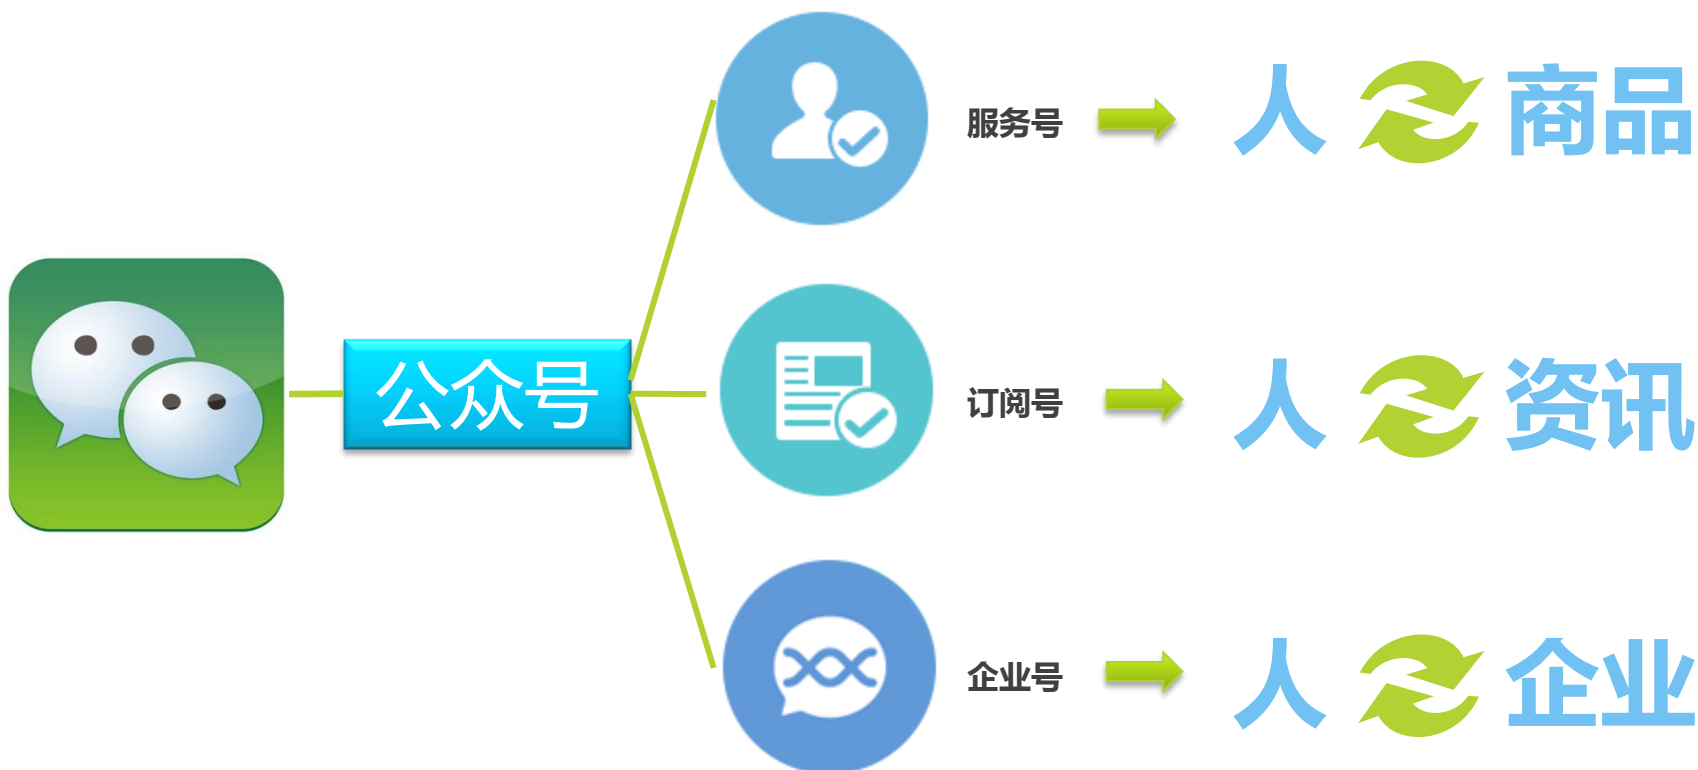 服务号
人 商品
公众号
订阅号
人 资讯
企业号
人 企业